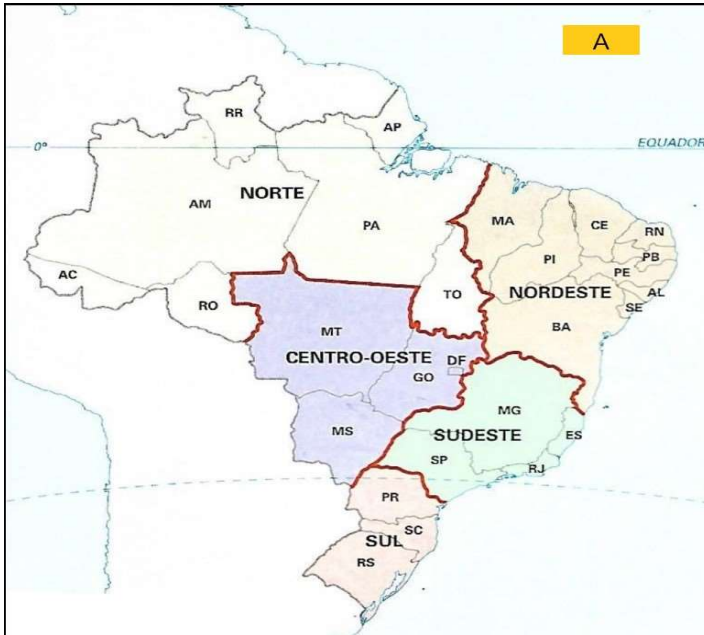 A
RR
AP
0°
EQUADOR
NORTE
AM
PA
MA
CE
RN
PI
PB
PE
AC
AL
RO
TO
NORDESTE
SE
MT
BA
CENTRO-OESTE
DF
GO
MG
MS
SUDESTE
ES
SP
RJ
PR
SC
SUL
RS